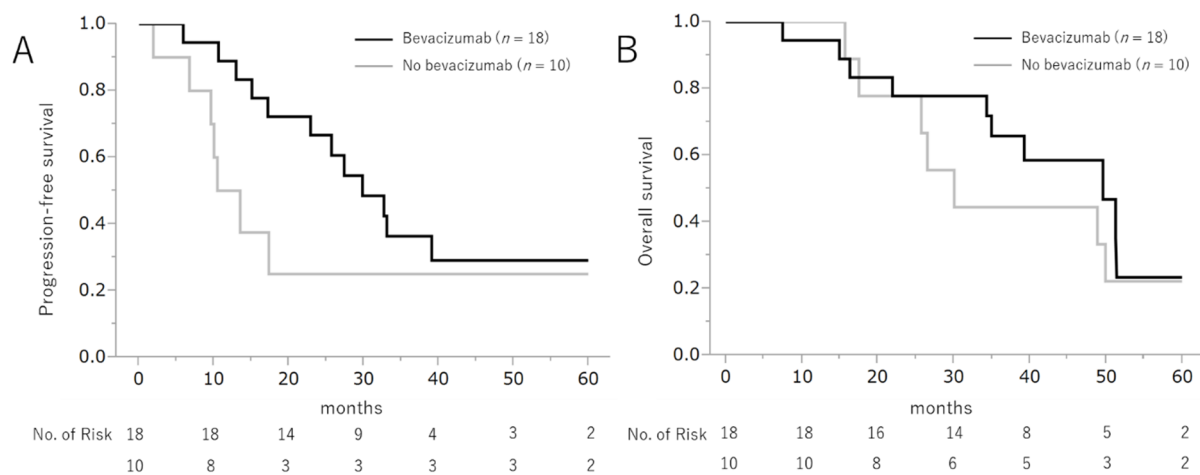 A
Progression-free survival
1.0
0.8
0.6
0.4
0.2
0.0
Bevacizumab (n = 18)
No bevacizumab (n = 10)
0 10 20 30 40 50 60
months
No. of Risk 18 18 14 9 4 3 2
10 8 3 3 3 3 2
B
Overall survival
1.0
0.8
0.6
0.4
0.2
0.0
Bevacizumab (n = 18)
No bevacizumab (n = 10)
0 10 20 30 40 50 60
months
No. of Risk 18 18 16 14 8 5 2
10 10 8 6 5 3 2